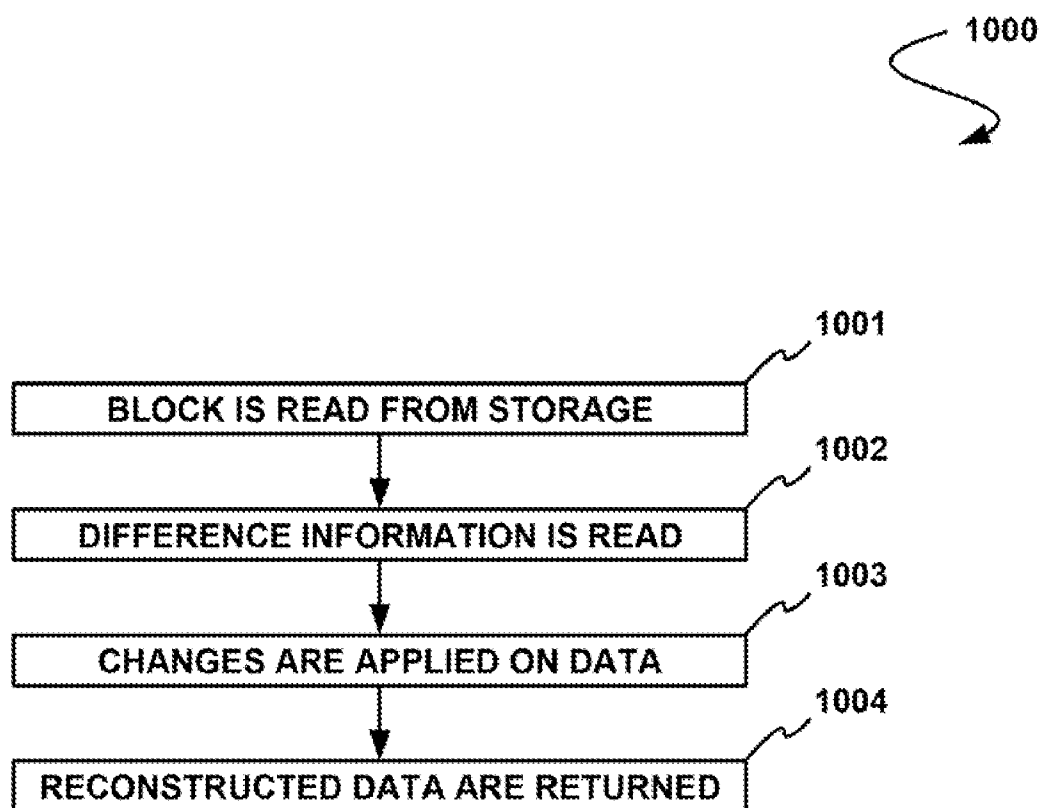 1000
1001
BLOCK IS READ FROM STORAGE
1002
DIFFERENCE INFORMATION IS READ
1003
CHANGES ARE APPLIED ON DATA
1004
RECONSTRUCTED DATA ARE RETURNED